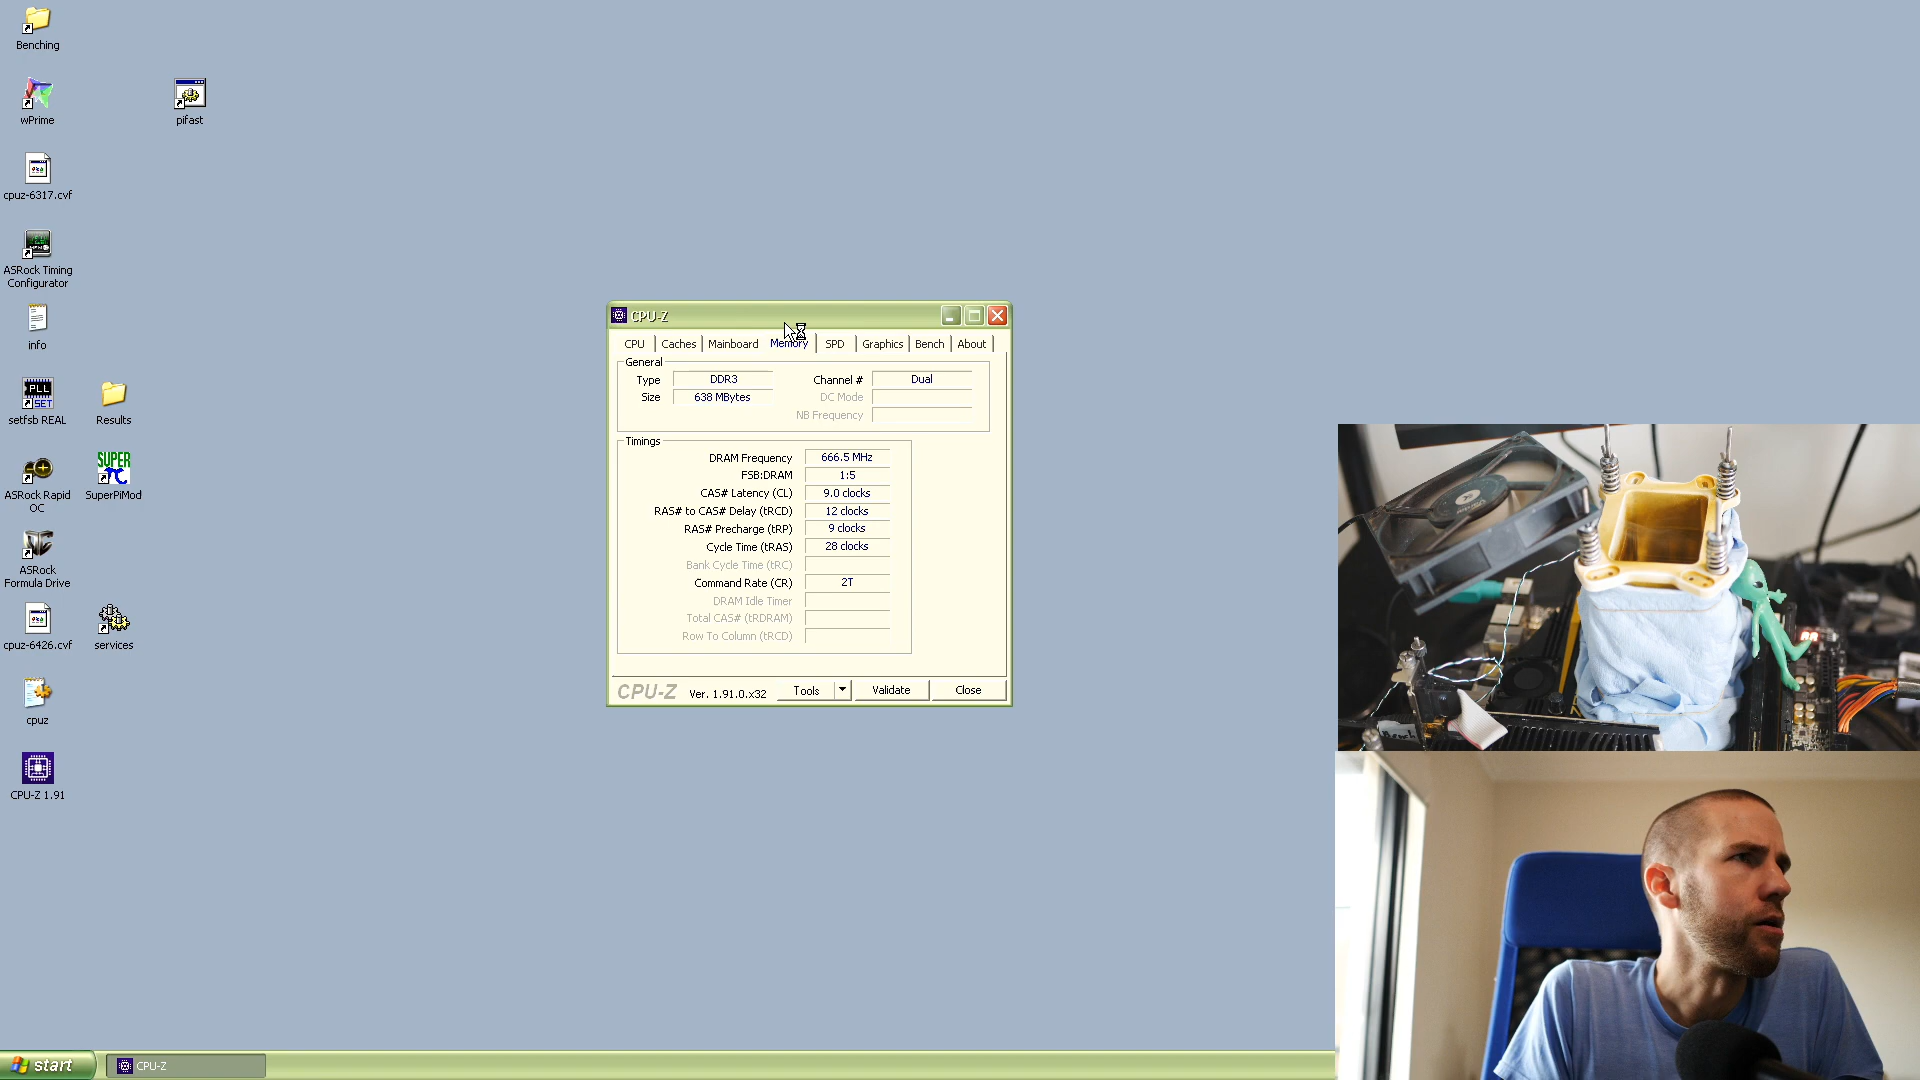 Benching
wPrime
pifast
cpuz-6317.cvf
ASRock Timing
Configurator
info
PLL
SET
setfsb REAL
Results
SUPER
ASRock Rapid
OC
SuperPiMod
ASRock
Formula Drive
cpuz-6426.cvf
services
cpuz
CPU-Z 1.91
CPU-Z
CPU
Caches
Mainboard
Memory
SPD
Graphics
Bench
About
General
Type
DDR3
Channel #
Dual
Size
638 MBytes
DC Mode
NB Frequency
Timings
DRAM Frequency
666.5 MHz
FSB:DRAM
1:5
CAS# Latency (CL)
9.0 clocks
RAS# to CAS# Delay (tRCD)
12 clocks
RAS# Precharge (tRP)
9 clocks
Cycle Time (tRAS)
28 clocks
Bank Cycle Time (tRC)
Command Rate (CR)
2T
DRAM Idle Timer
Total CAS# (tRDRAM)
Row To Column (tRCD)
CPU-Z
Ver. 1.91.0.x32
Tools
Validate
Close
start
CPU-Z